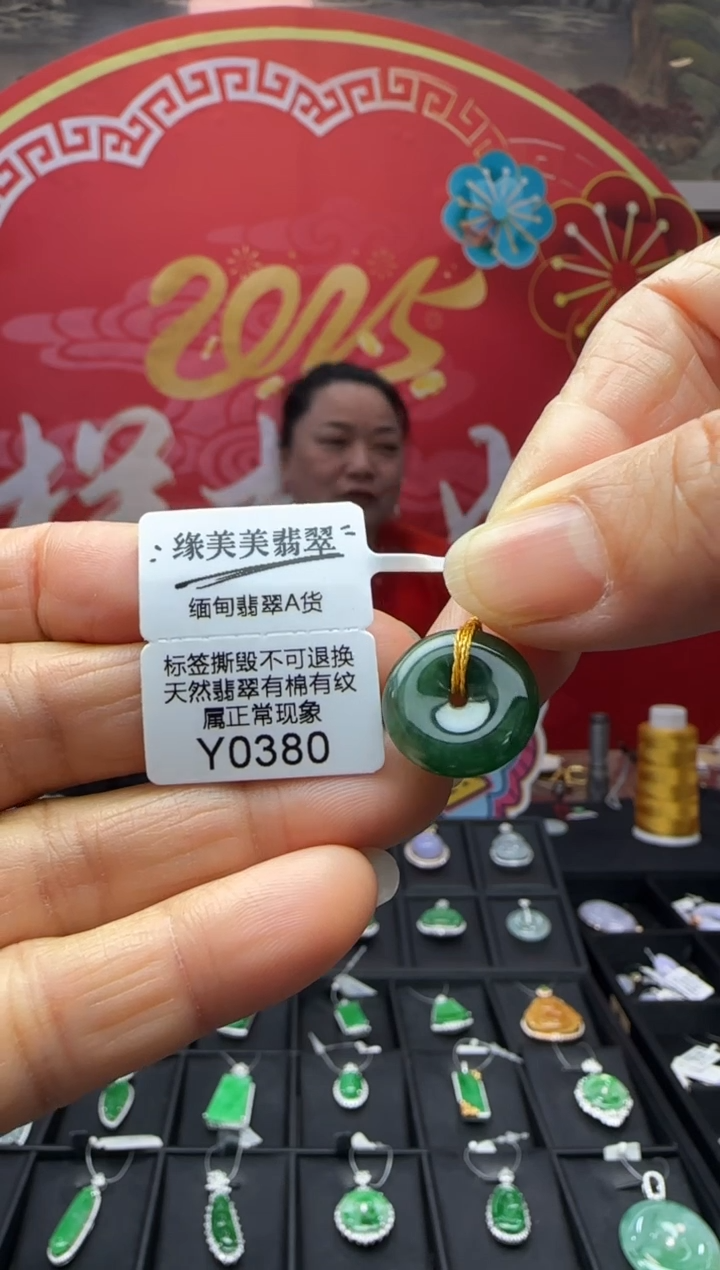 2025
缘美美翡翠
缅甸翡翠A货
标签撕毁不可退换
天然翡翠有棉有纹
属正常现象
Y0380